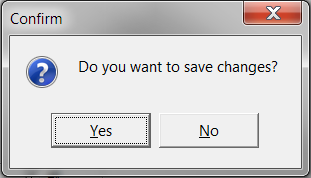 Confirm
Do you want to save changes?
Yes
No